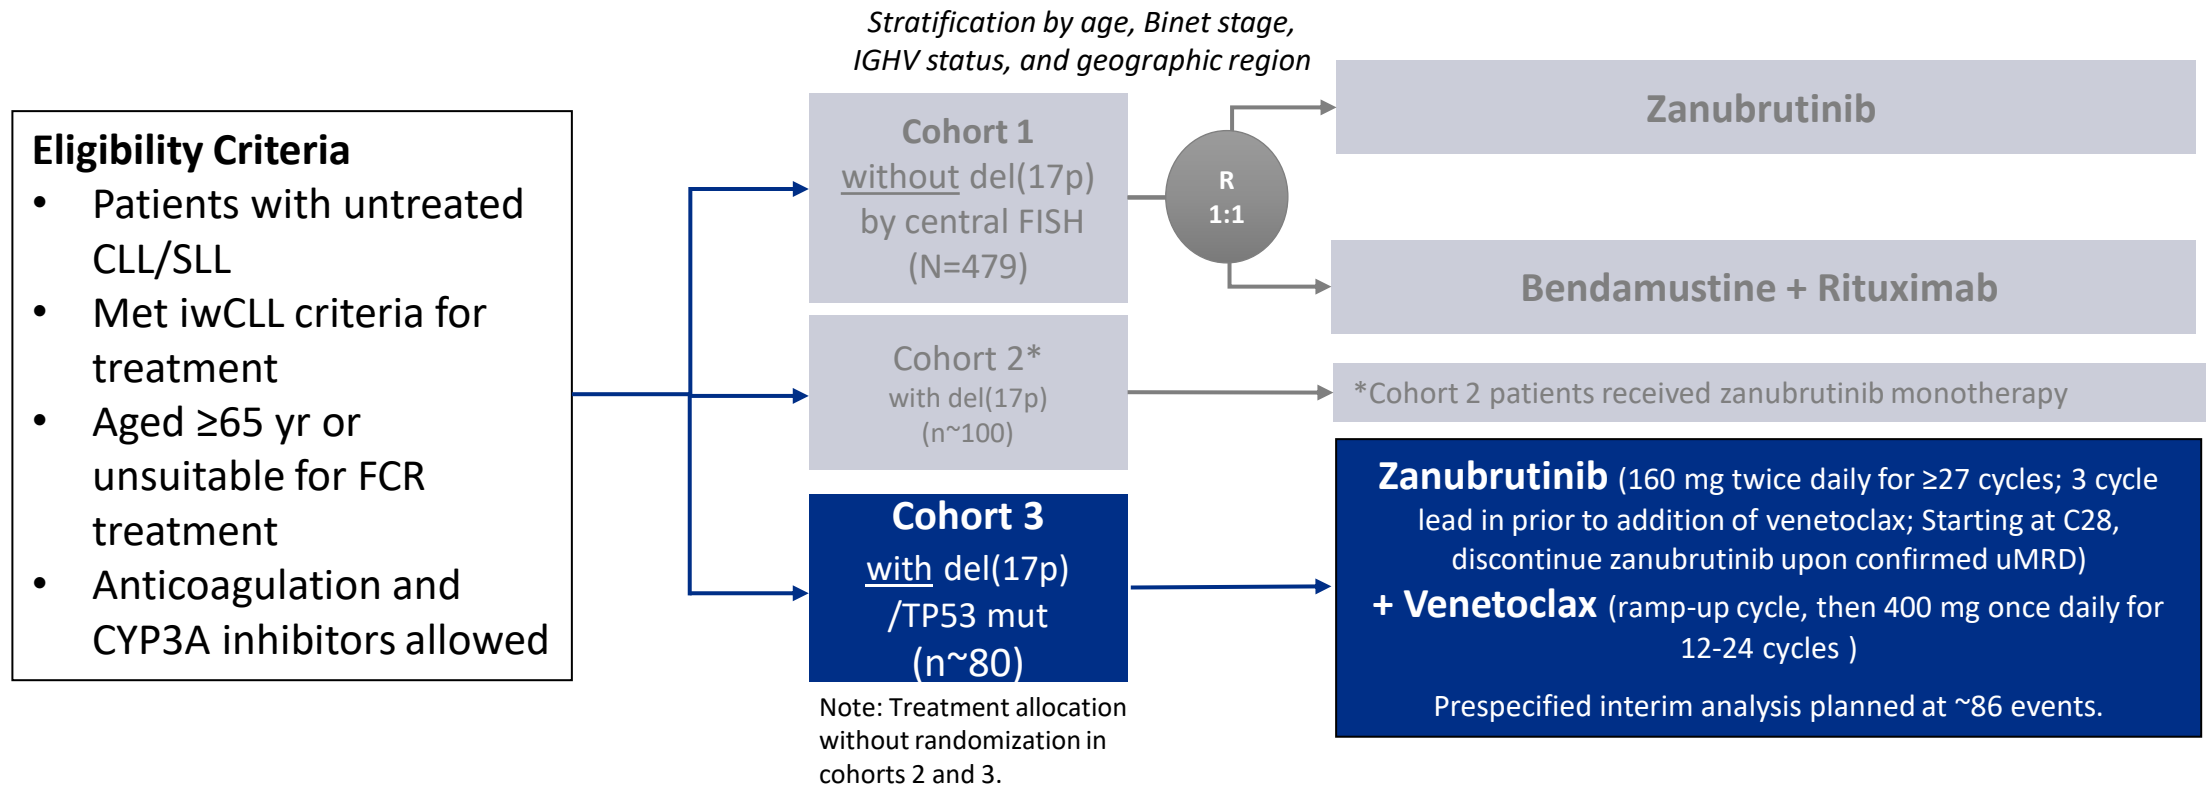 Stratification by age, Binet stage,
IGHV status, and geographic region
Eligibility Criteria
• Patients with untreated
CLL/SLL
• Met iwCLL criteria for
treatment
• Aged ≥65 yr or
unsuitable for FCR
treatment
• Anticoagulation and
CYP3A inhibitors allowed
Cohort 1
without del(17p)
by central FISH
(N=479)
R
1:1
Zanubrutinib
Bendamustine + Rituximab
Cohort 2*
with del(17p)
(n~100)
*Cohort 2 patients received zanubrutinib monotherapy
Cohort 3
with del(17p)
/TP53 mut
(n~80)
Note: Treatment allocation
without randomization in
cohorts 2 and 3.
Zanubrutinib (160 mg twice daily for ≥27 cycles; 3 cycle
lead in prior to addition of venetoclax; Starting at C28,
discontinue zanubrutinib upon confirmed uMRD)
+ Venetoclax (ramp-up cycle, then 400 mg once daily for
12-24 cycles )
Prespecified interim analysis planned at ~86 events.